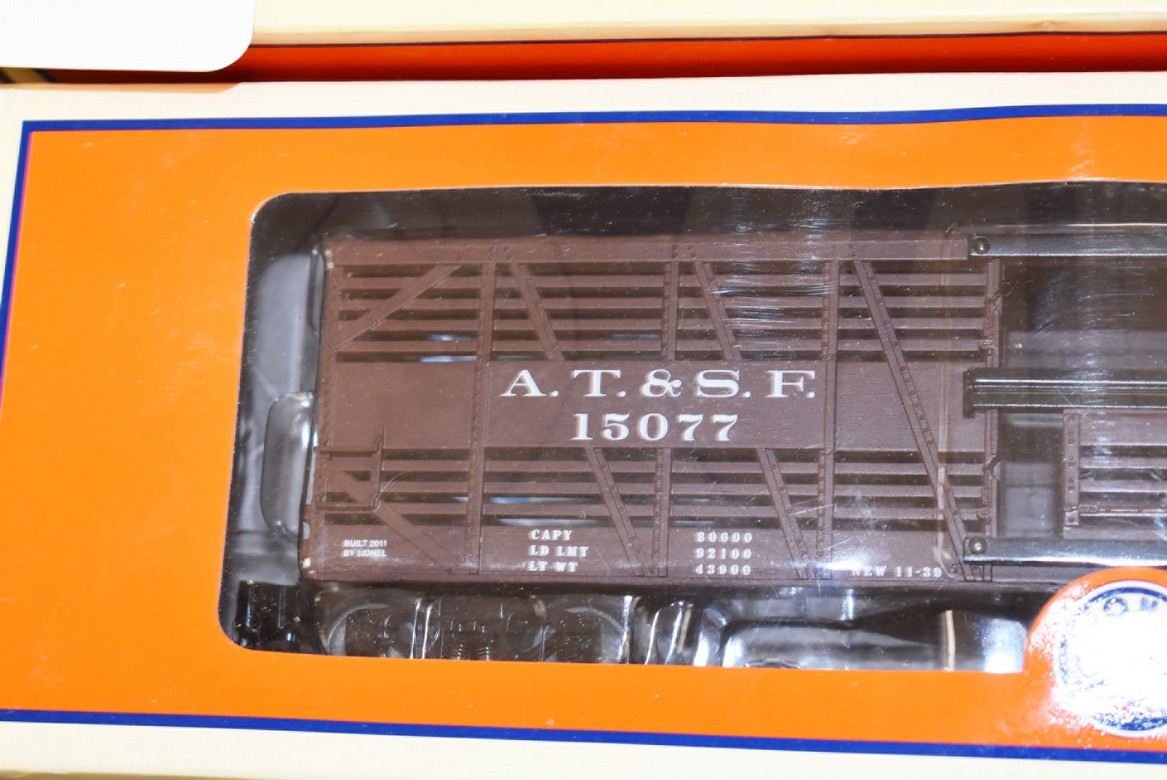 A. T. & S. F.
15077
CAPY 80000
LD LMT 92100
LT WT 43900
NEW 11-39
BUILT 2011
BY LIONEL